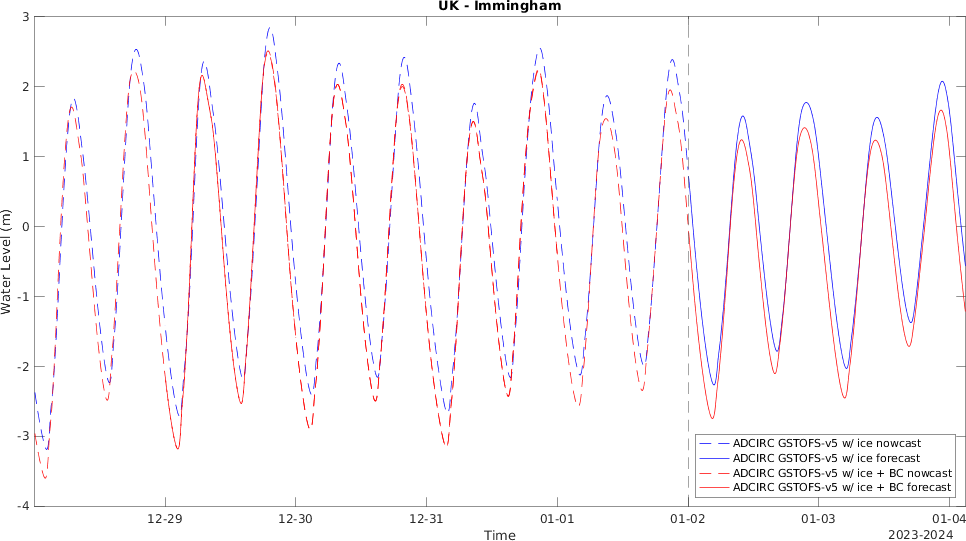 UK - Immingham
3
2
1
0
-1
-2
-3
-4
Water Level (m)
12-29
12-30
12-31
01-01
01-02
01-03
01-04
Time
2023-2024
ADCIRC GSTOFS-v5 w/ ice nowcast
ADCIRC GSTOFS-v5 w/ ice forecast
ADCIRC GSTOFS-v5 w/ ice + BC nowcast
ADCIRC GSTOFS-v5 w/ ice + BC forecast